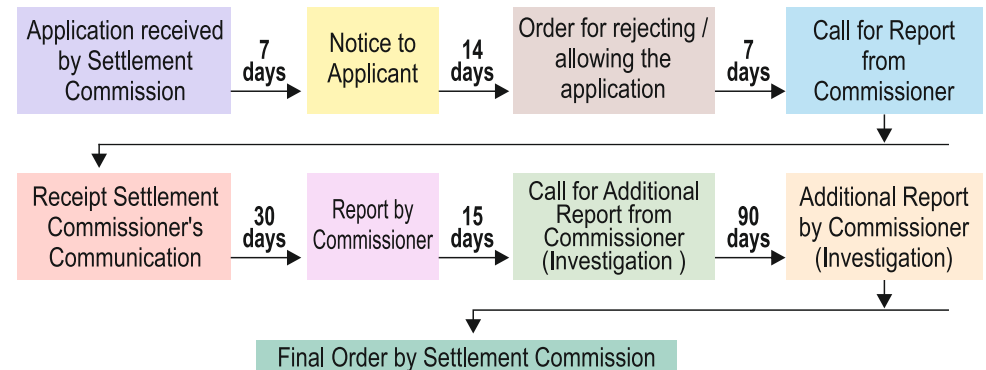 Application received
by Settlement
Commission
7
days
Notice to
Applicant
14
days
Order for rejecting /
allowing the
application
7
days
Call for Report
from
Commissioner
Receipt Settlement
Commissioner's
Communication
30
days
Report by
Commissioner
15
days
Call for Additional
Report from
Commissioner
(Investigation )
90
days
Additional Report
by Commissioner
(Investigation)
Final Order by Settlement Commission